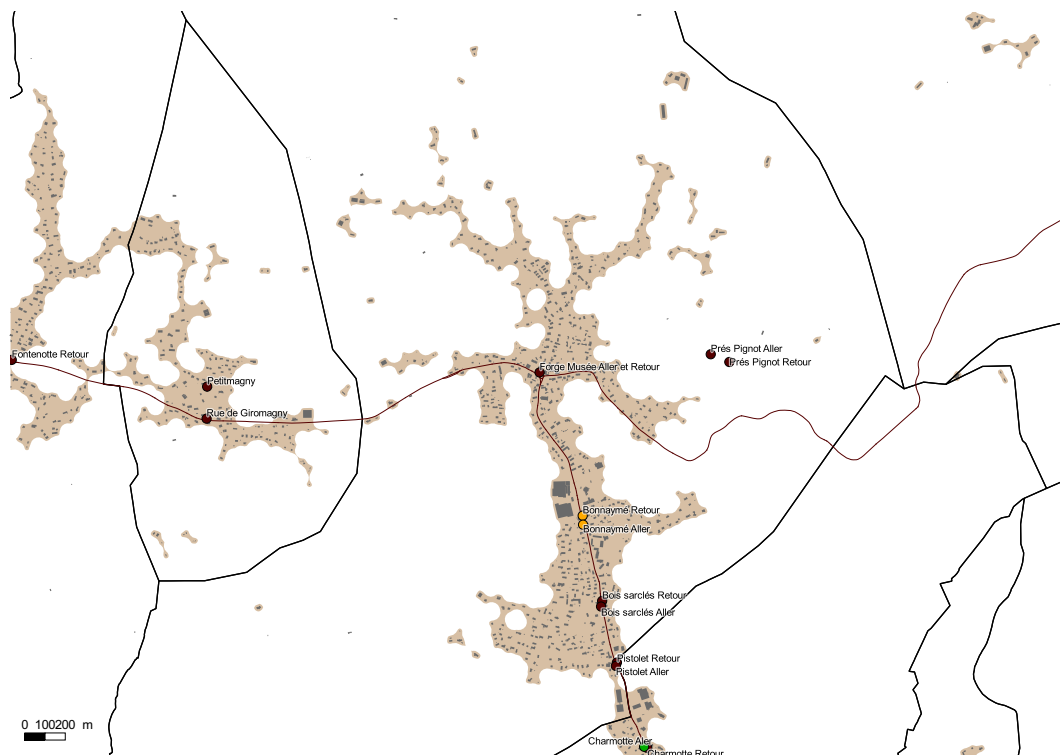 Fontenotte Retour
Prés Pignot Aller
Prés Pignot Retour
Forge Musée Aller et Retour
Petitmagny
Rue de Giromagny
Bonnaymé Retour
Bonnaymé Aller
Bois sarclés Retour
Bois sarclés Aller
Pistolet Retour
Pistolet Aller
0 100200 m
Charmotte Aller
Charmotte Retour